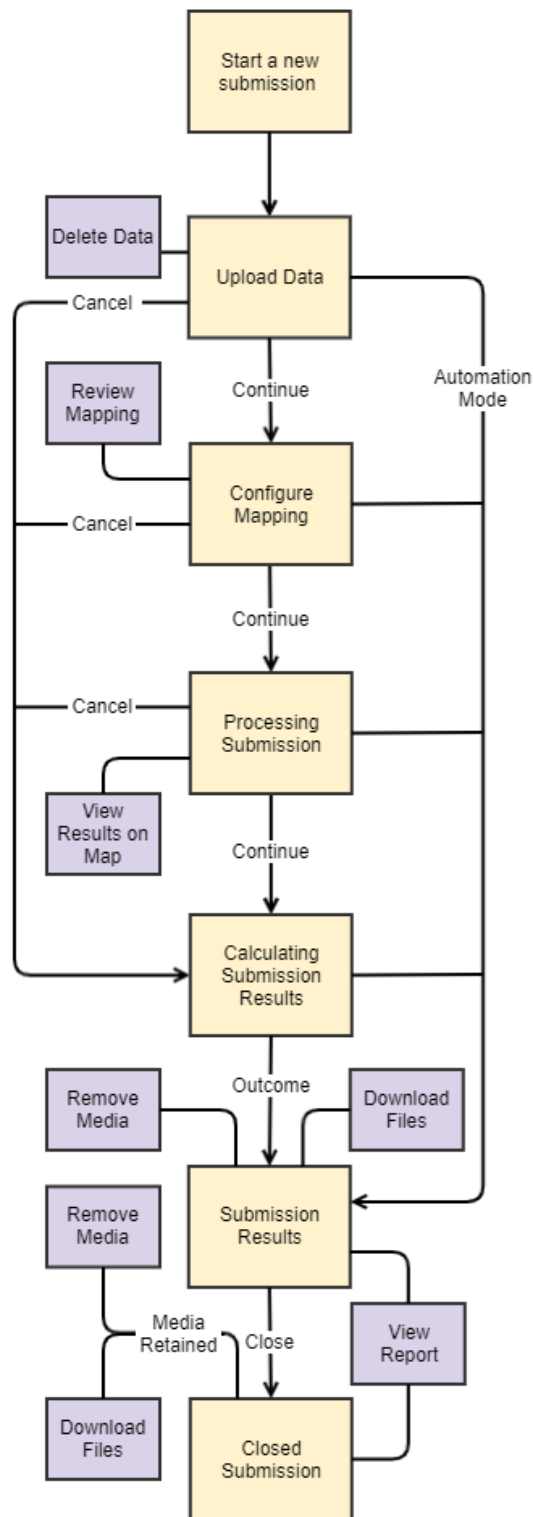 Start a new
submission
Delete Data
Upload Data
Cancel
Automation
Mode
Review
Mapping
Continue
Configure
Mapping
Cancel
Continue
Cancel
Processing
Submission
View
Results on
Map
Continue
Calculating
Submission
Results
Outcome
Remove
Media
Download
Files
Remove
Media
Submission
Results
Media
Retained
Close
View
Report
Download
Files
Closed
Submission